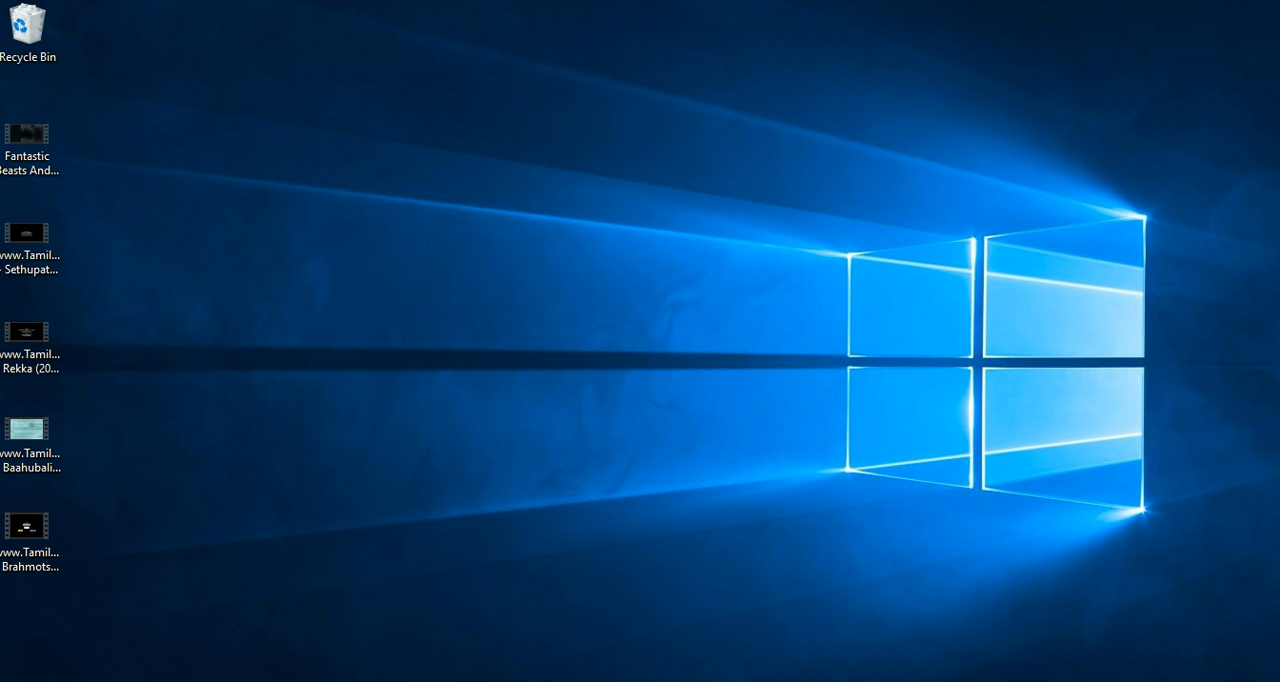 Recycle Bin
Fantastic
Beasts And...
www.Tamil...
- Sethupat...
www.Tamil...
Rekka (20...
www.Tamil...
Baahubali...
www.Tamil...
Brahmots...